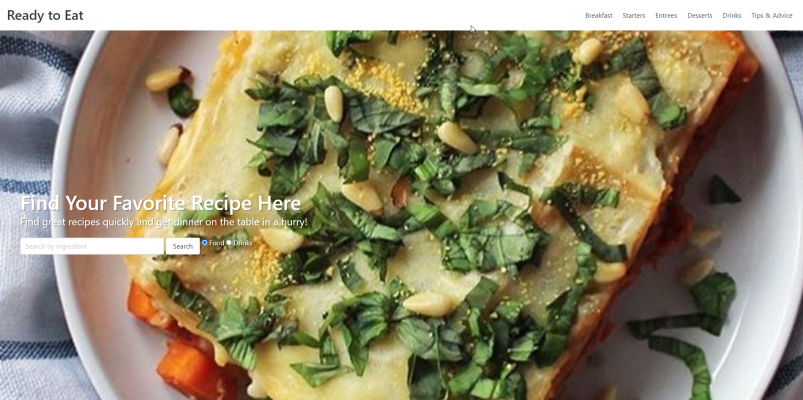 Ready to Eat
Breakfast Starters Entrees Desserts Drinks Tips & Advice
Find Your Favorite Recipe Here
Find great recipes quickly and get dinner on the table in a hurry!
Search by Ingredient Search Food Drinks